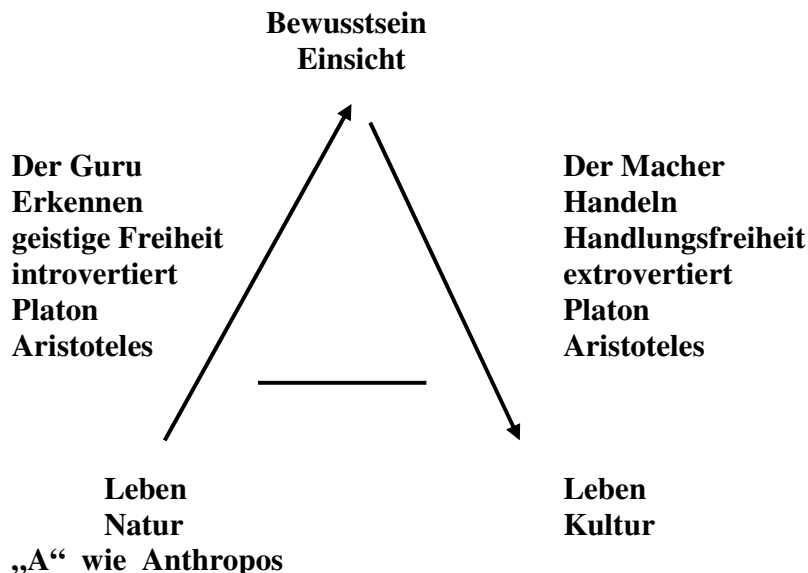 Bewusstsein
Einsicht
Der Guru
Erkennen
geistige Freiheit
introvertiert
Platon
Aristoteles
Der Macher
Handeln
Handlungsfreiheit
extrovertiert
Platon
Aristoteles
Leben
Natur
„A“ wie Anthropos
Leben
Kultur